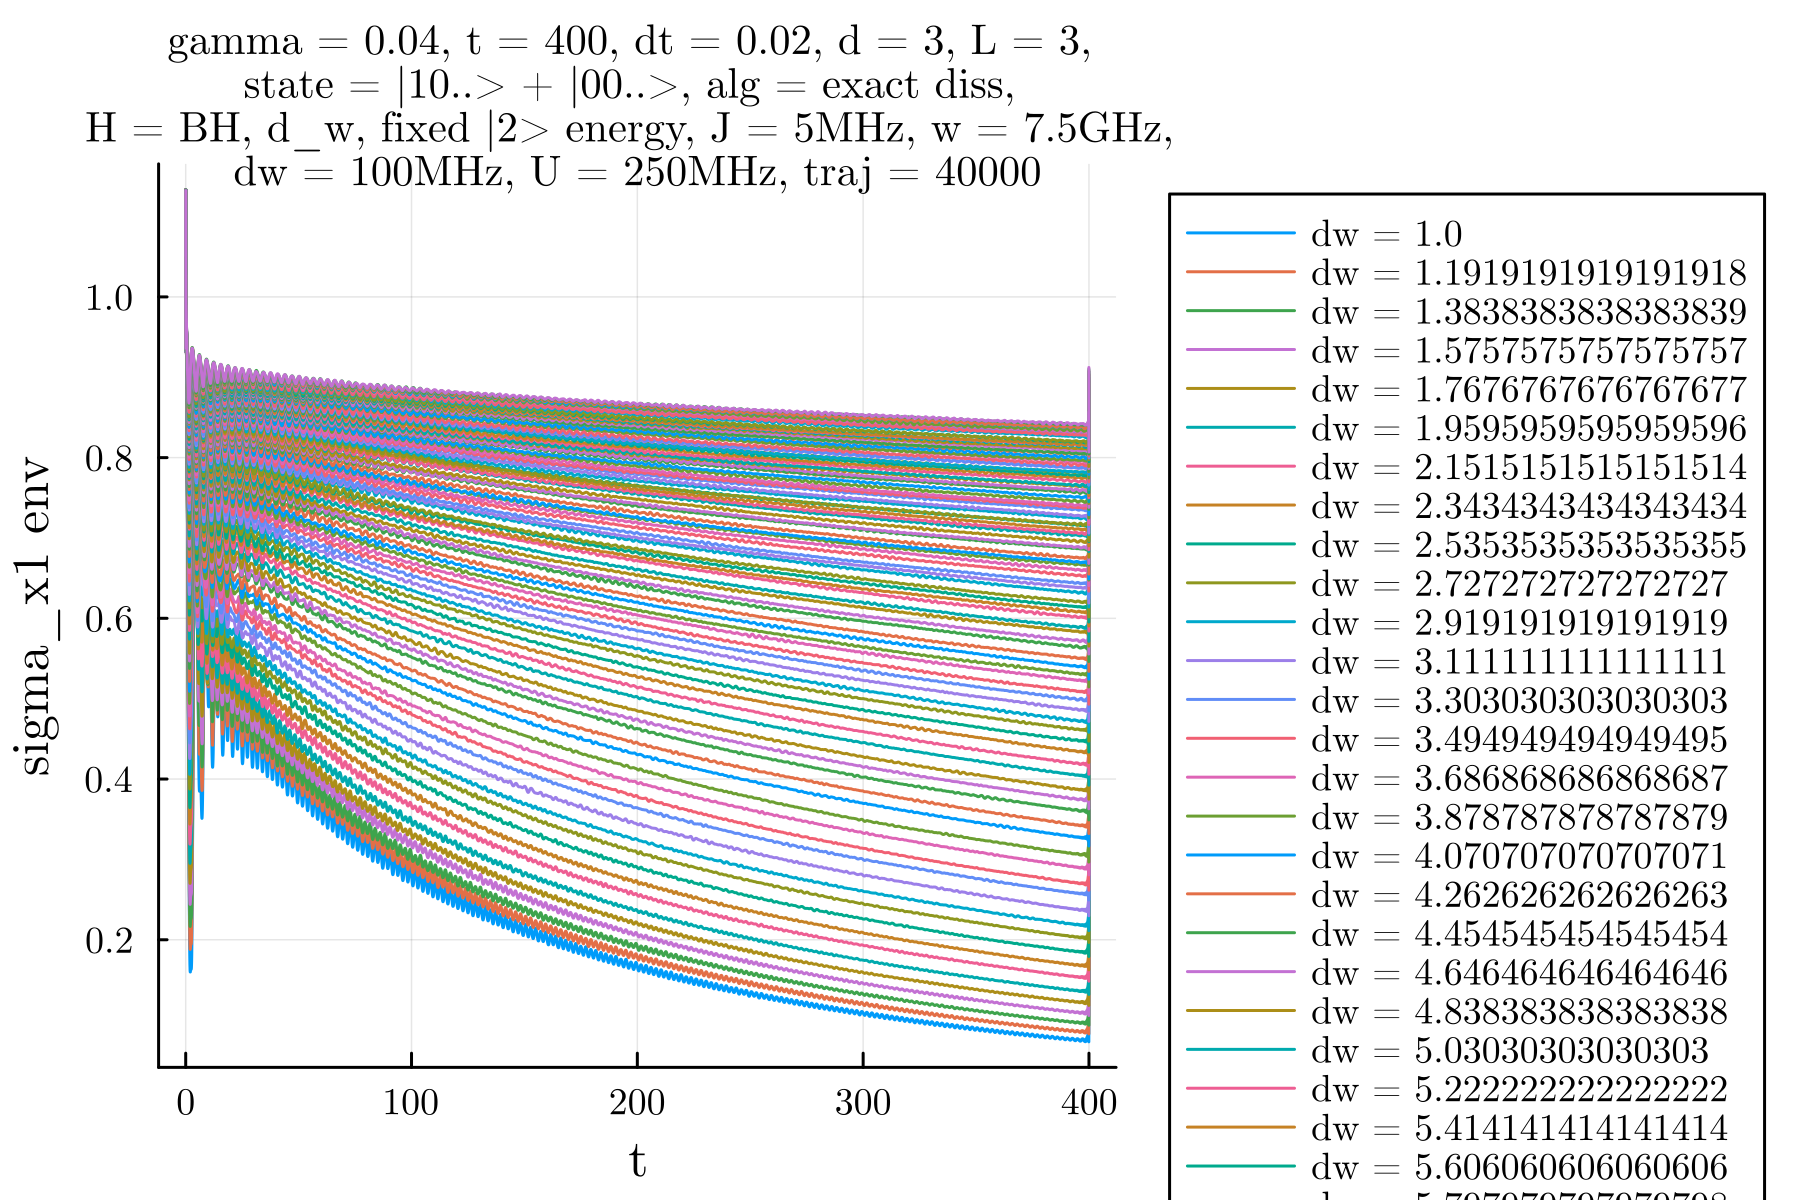 gamma = 0.04, t = 400, dt = 0.02, d = 3, L = 3,
state = |10..> + |00..>, alg = exact diss,
H = BH, d_w, fixed |2> energy, J = 5MHz, w = 7.5GHz,
dw = 100MHz, U = 250MHz, traj = 40000
sigma_x1 env
1.0
0.8
0.6
0.4
0.2
0
100
200
300
400
t
dw = 1.0
dw = 1.1919191919191918
dw = 1.3838383838383839
dw = 1.5757575757575757
dw = 1.7676767676767677
dw = 1.9595959595959596
dw = 2.1515151515151514
dw = 2.3434343434343434
dw = 2.5353535353535355
dw = 2.727272727272727
dw = 2.919191919191919
dw = 3.111111111111111
dw = 3.303030303030303
dw = 3.494949494949495
dw = 3.686868686868687
dw = 3.878787878787879
dw = 4.070707070707071
dw = 4.262626262626263
dw = 4.454545454545454
dw = 4.646464646464646
dw = 4.838383838383838
dw = 5.03030303030303
dw = 5.222222222222222
dw = 5.414141414141414
dw = 5.606060606060606